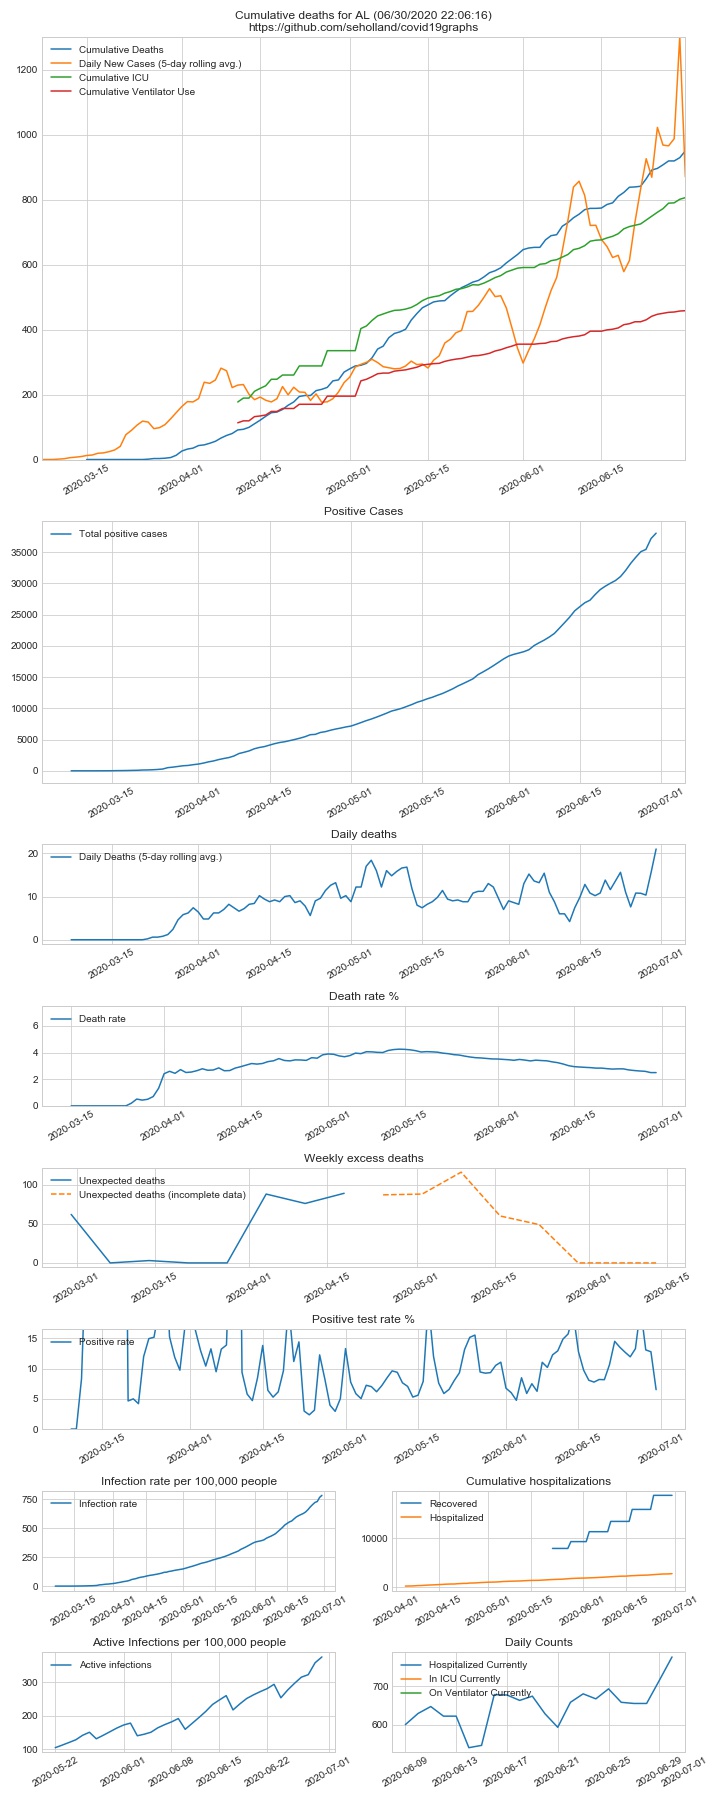 Cumulative deaths for AL (06/30/2020 22:06:16)
https://github.com/seholland/covid19graphs
Cumulative Deaths
Daily New Cases (5-day rolling avg.)
Cumulative ICU
Cumulative Ventilator Use
1200
1000
800
600
400
200
0
2020-03-15 2020-04-01 2020-04-15 2020-05-01 2020-05-15 2020-06-01 2020-06-15
Positive Cases
Total positive cases
35000
30000
25000
20000
15000
10000
5000
0
2020-03-15 2020-04-01 2020-04-15 2020-05-01 2020-05-15 2020-06-01 2020-06-15 2020-07-01
Daily deaths
Daily Deaths (5-day rolling avg.)
20
10
0
2020-03-15 2020-04-01 2020-04-15 2020-05-01 2020-05-15 2020-06-01 2020-06-15 2020-07-01
Death rate %
Death rate
6
4
2
0
2020-03-15 2020-04-01 2020-04-15 2020-05-01 2020-05-15 2020-06-01 2020-06-15 2020-07-01
Weekly excess deaths
Unexpected deaths
Unexpected deaths (incomplete data)
100
50
0
2020-03-01 2020-03-15 2020-04-01 2020-04-15 2020-05-01 2020-05-15 2020-06-01 2020-06-15
Positive test rate %
Positive rate
15
10
5
0
2020-03-15 2020-04-01 2020-04-15 2020-05-01 2020-05-15 2020-06-01 2020-06-15 2020-07-01
Infection rate per 100,000 people
Infection rate
750
500
250
0
2020-03-15 2020-04-01 2020-04-15 2020-05-01 2020-05-15 2020-06-01 2020-06-15 2020-07-01
Cumulative hospitalizations
Recovered
Hospitalized
10000
0
2020-04-01 2020-04-15 2020-05-01 2020-05-15 2020-06-01 2020-06-15 2020-07-01
Active Infections per 100,000 people
Active infections
300
200
100
2020-05-22 2020-06-01 2020-06-08 2020-06-15 2020-06-22 2020-07-01
Daily Counts
Hospitalized Currently
In ICU Currently
On Ventilator Currently
700
600
2020-06-09 2020-06-13 2020-06-17 2020-06-21 2020-06-25 2020-06-29 2020-07-01